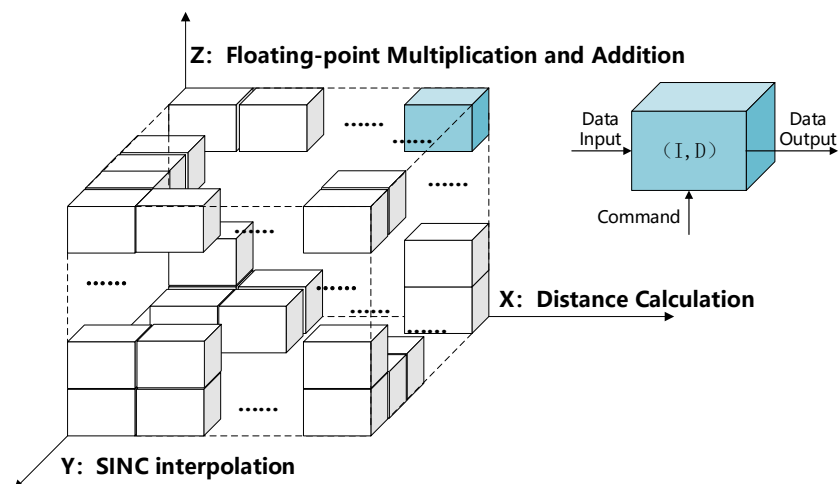 Z: Floating-point Multiplication and Addition
Data
Input
Data
Output
(I,D)
Command
......
......
......
......
......
......
......
......
......
X: Distance Calculation
Y: SINC interpolation